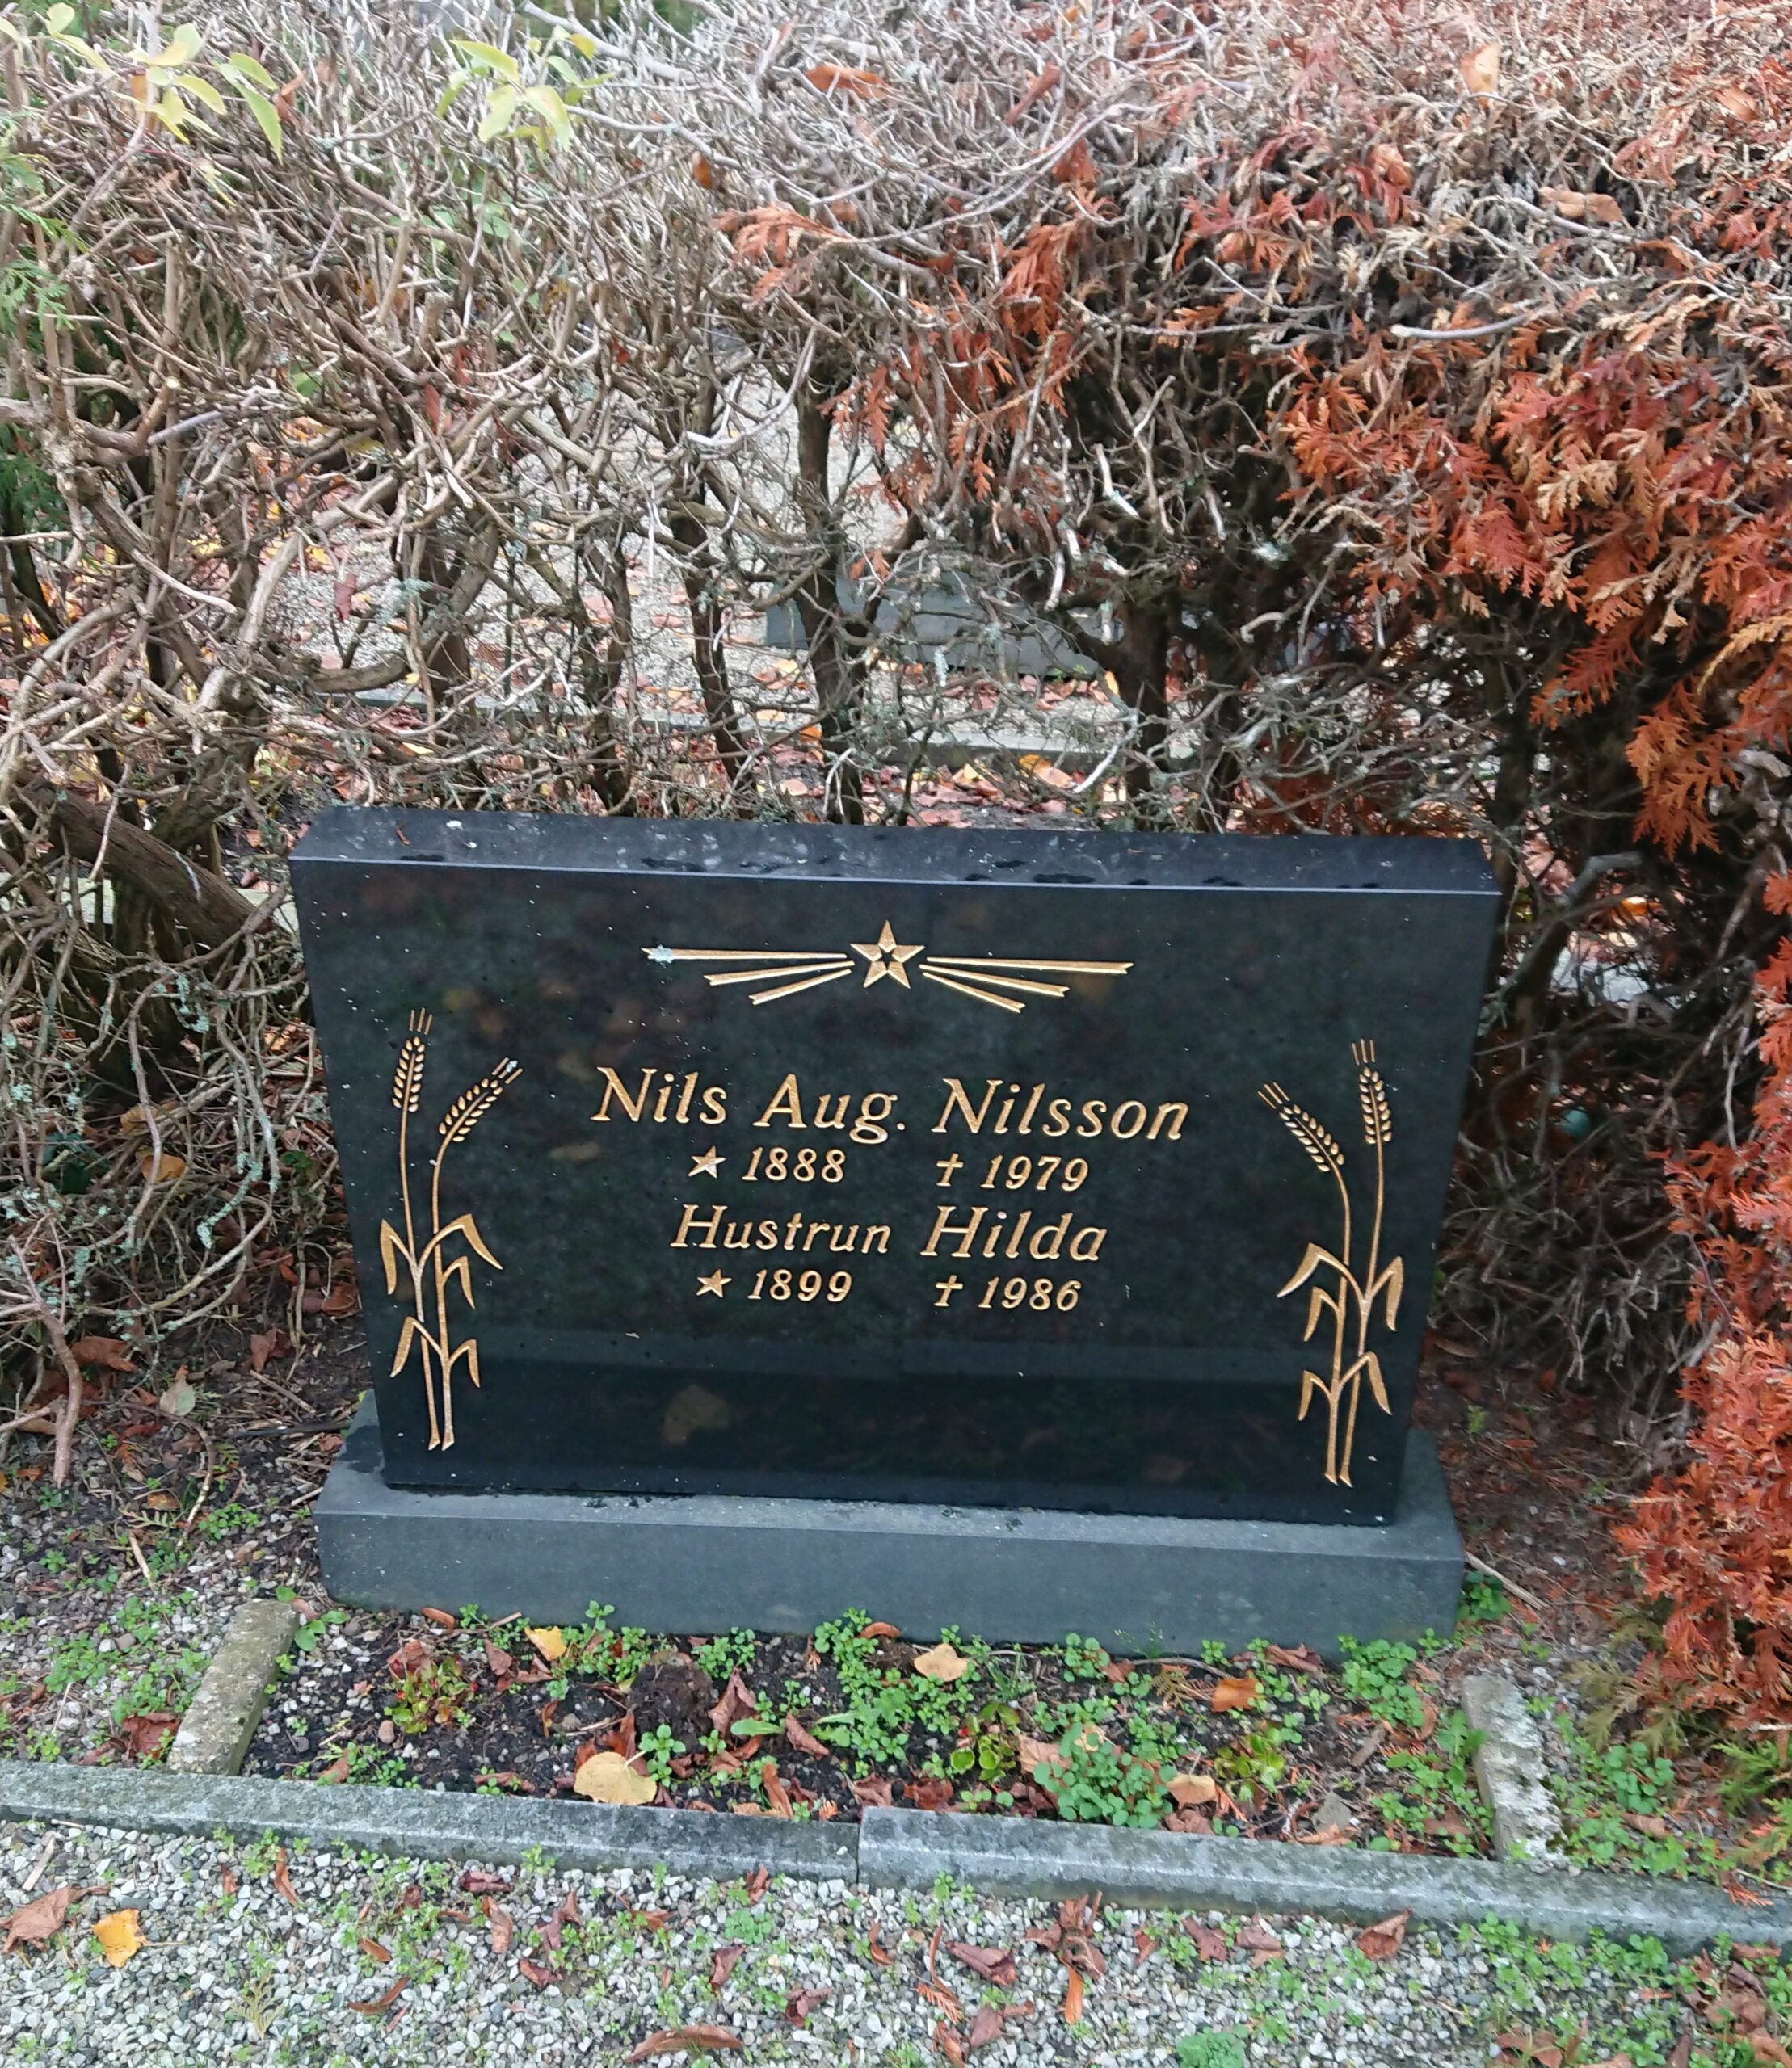 Nils Aug. Nilsson
★ 1888 † 1979
Hustrun Hilda
★ 1899 † 1986